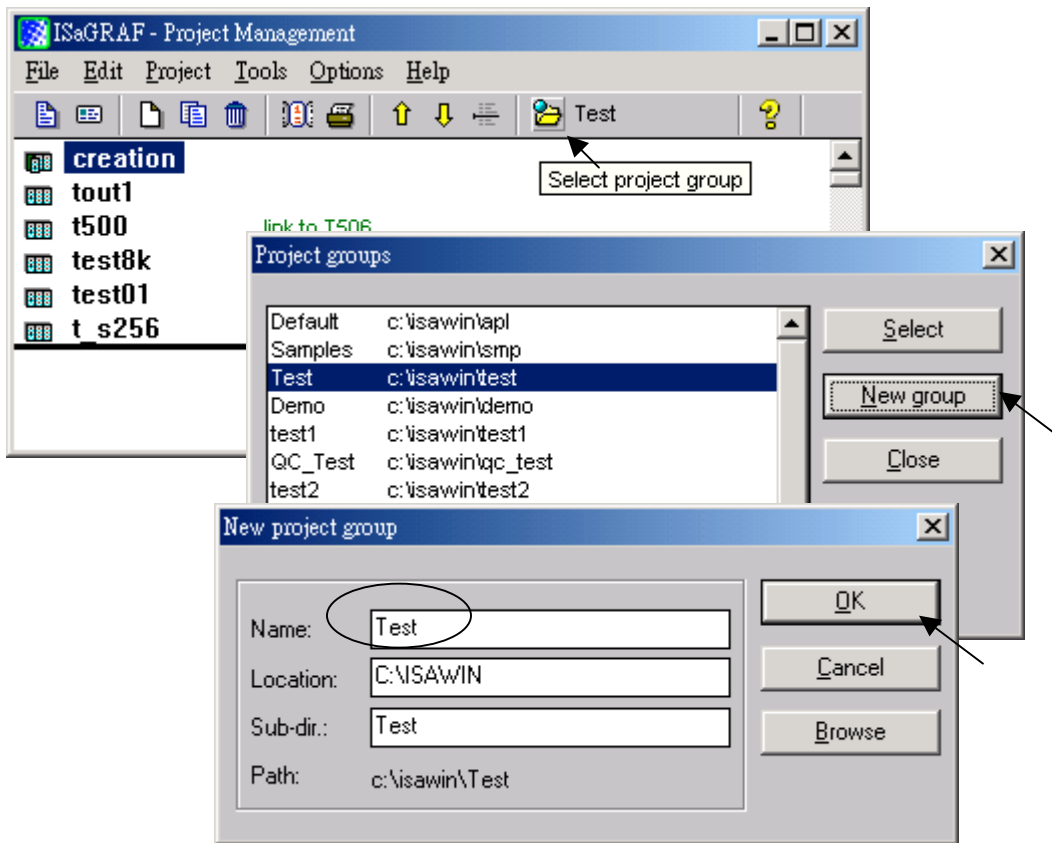 ISaGRAF - Project Management
File Edit Project Tools Options Help
Test
Select project group
creation
tout1
t500 link to T506
test8k
test01
t_s256
Project groups
Default c:\isawin\apl
Samples c:\isawin\smp
Test c:\isawin\test
Demo c:\isawin\demo
test1 c:\isawin\test1
QC_Test c:\isawin\qc_test
test2 c:\isawin\test2
Select
New group
Close
New project group
Name: Test
Location: C:\ISAWIN
Sub-dir.: Test
Path: c:\isawin\Test
OK
Cancel
Browse